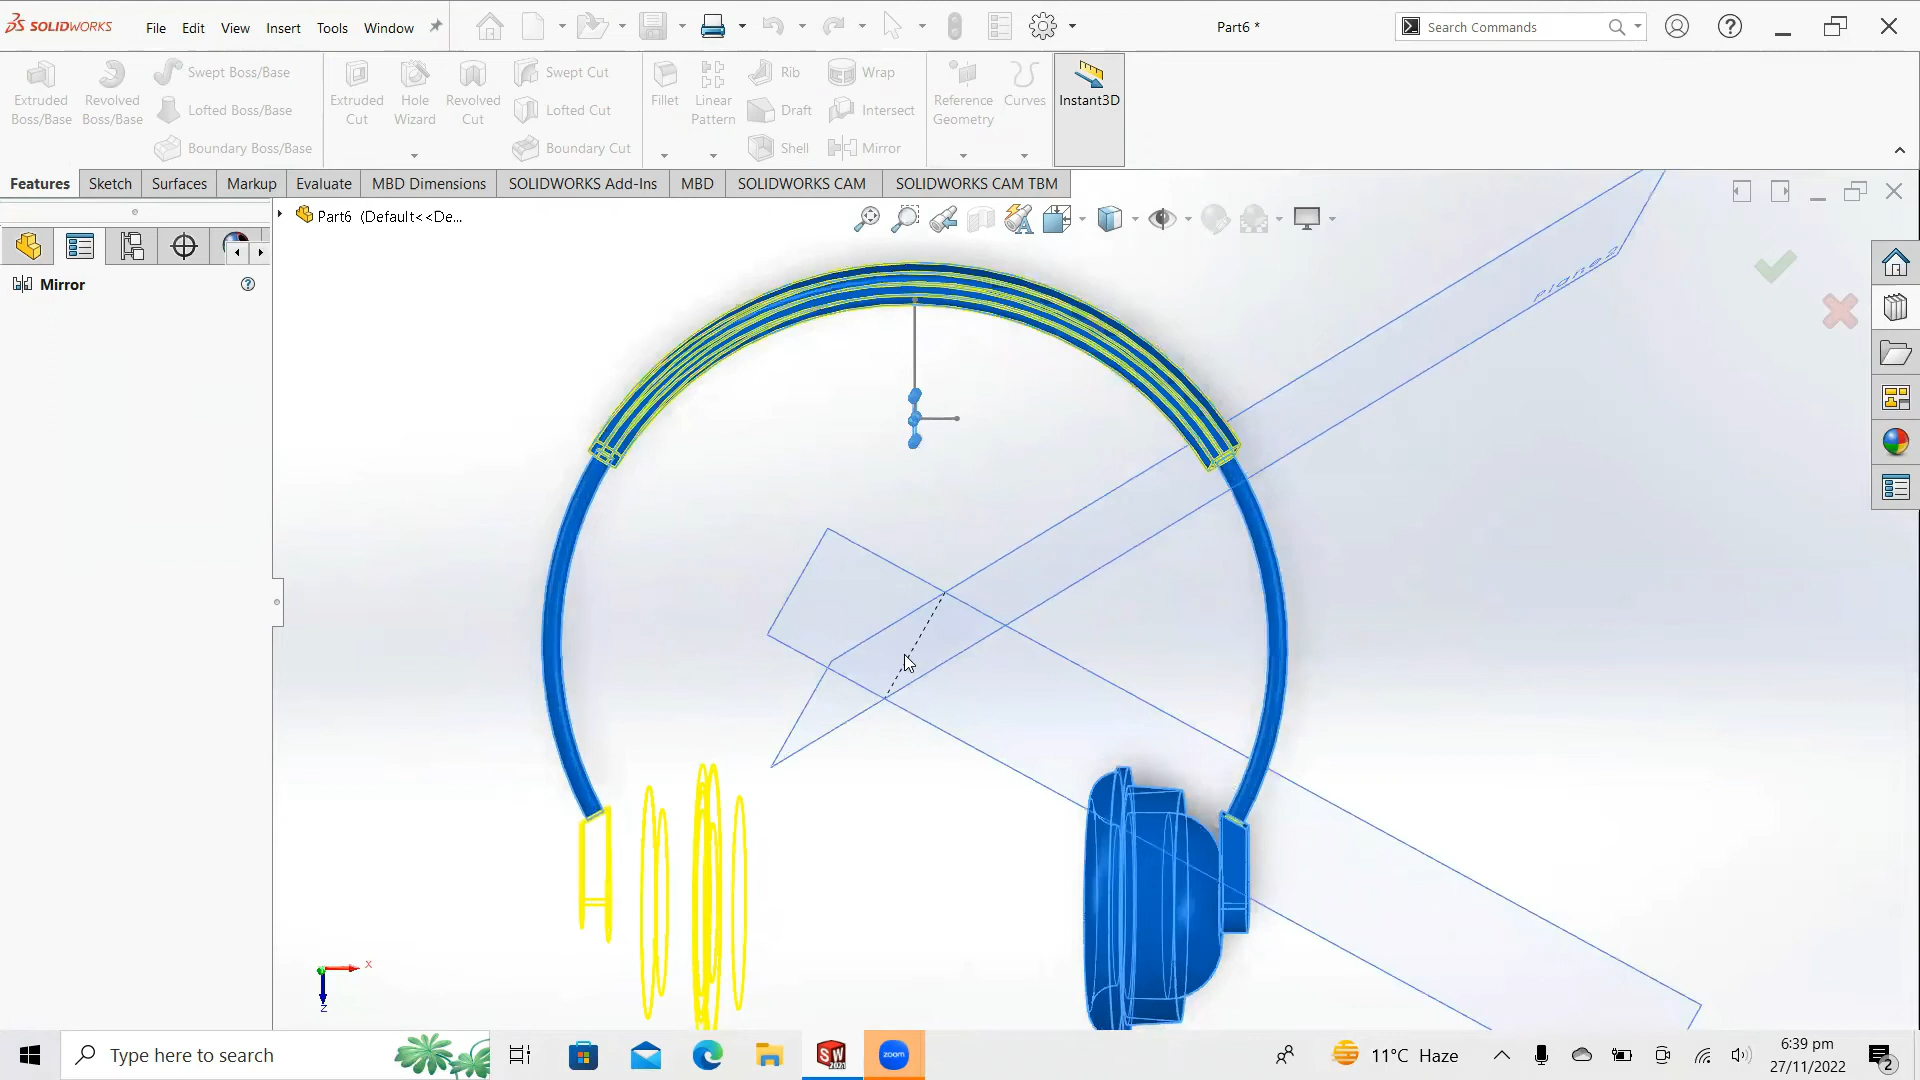 SOLIDWORKS
File Edit View Insert Tools Window
Part6 *
Search Commands
Extruded Boss/Base
Revolved Boss/Base
Swept Boss/Base
Lofted Boss/Base
Boundary Boss/Base
Extruded Cut
Hole Wizard
Revolved Cut
Swept Cut
Lofted Cut
Boundary Cut
Fillet
Linear Pattern
Rib
Draft
Shell
Wrap
Intersect
Mirror
Reference Geometry
Curves
Instant3D
Features Sketch Surfaces Markup Evaluate MBD Dimensions SOLIDWORKS Add-Ins MBD SOLIDWORKS CAM SOLIDWORKS CAM TBM
Part6 (Default<<De...
Mirror
Plane2
X
Z
Type here to search
SW
2021
zoom
11°C Haze
6:39 pm
27/11/2022
2